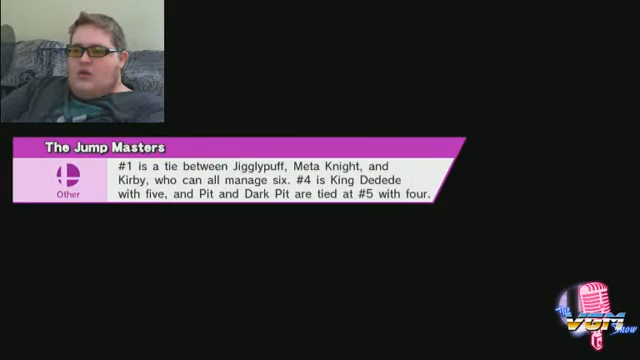 The Jump Masters
#1 is a tie between Jigglypuff, Meta Knight, and
Kirby, who can all manage six. #4 is King Dedede
with five, and Pit and Dark Pit are tied at #5 with four.
Other
The
VGM
Show